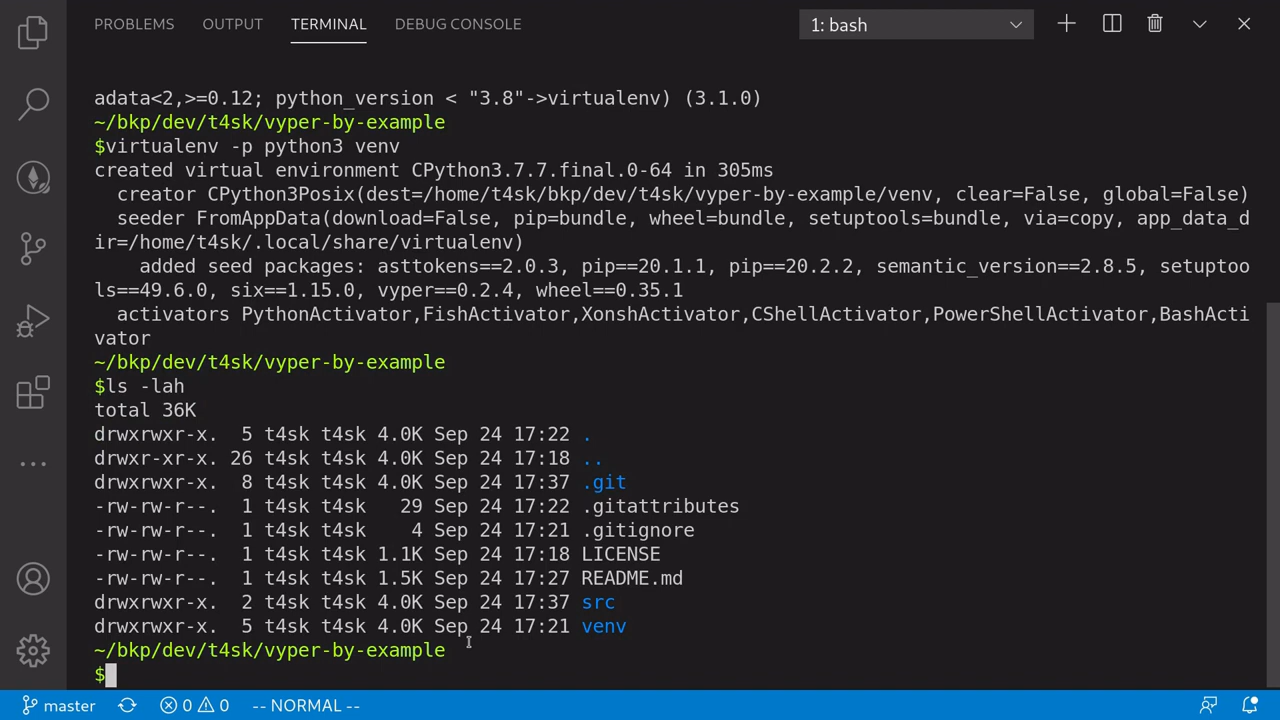 PROBLEMS OUTPUT TERMINAL DEBUG CONSOLE 1: bash
adata<2,>=0.12; python_version < "3.8"->virtualenv) (3.1.0)
~/bkp/dev/t4sk/vyper-by-example
$virtualenv -p python3 venv
created virtual environment CPython3.7.7.final.0-64 in 305ms
  creator CPython3Posix(dest=/home/t4sk/bkp/dev/t4sk/vyper-by-example/venv, clear=False, global=False)
  seeder FromAppData(download=False, pip=bundle, wheel=bundle, setuptools=bundle, via=copy, app_data_d
ir=/home/t4sk/.local/share/virtualenv)
    added seed packages: asttokens==2.0.3, pip==20.1.1, pip==20.2.2, semantic_version==2.8.5, setuptoo
ls==49.6.0, six==1.15.0, vyper==0.2.4, wheel==0.35.1
  activators PythonActivator,FishActivator,XonshActivator,CShellActivator,PowerShellActivator,BashActi
vator
~/bkp/dev/t4sk/vyper-by-example
$ls -lah
total 36K
drwxrwxr-x.  5 t4sk t4sk 4.0K Sep 24 17:22 .
drwxr-xr-x. 26 t4sk t4sk 4.0K Sep 24 17:18 ..
drwxrwxr-x.  8 t4sk t4sk 4.0K Sep 24 17:37 .git
-rw-rw-r--.  1 t4sk t4sk   29 Sep 24 17:22 .gitattributes
-rw-rw-r--.  1 t4sk t4sk    4 Sep 24 17:21 .gitignore
-rw-rw-r--.  1 t4sk t4sk 1.1K Sep 24 17:18 LICENSE
-rw-rw-r--.  1 t4sk t4sk 1.5K Sep 24 17:27 README.md
drwxrwxr-x.  2 t4sk t4sk 4.0K Sep 24 17:37 src
drwxrwxr-x.  5 t4sk t4sk 4.0K Sep 24 17:21 venv
~/bkp/dev/t4sk/vyper-by-example
$
master 0 0 -- NORMAL --